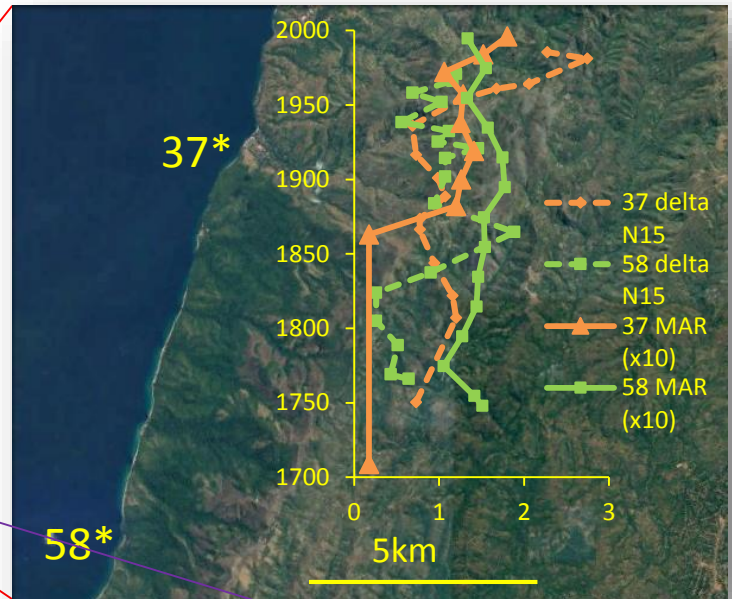 2000
1950
37*
1900
37 delta
N15
1850
58 delta
N15
1800
37 MAR
(x10)
1750
58 MAR
(x10)
1700
0 1 2 3
58*
5km